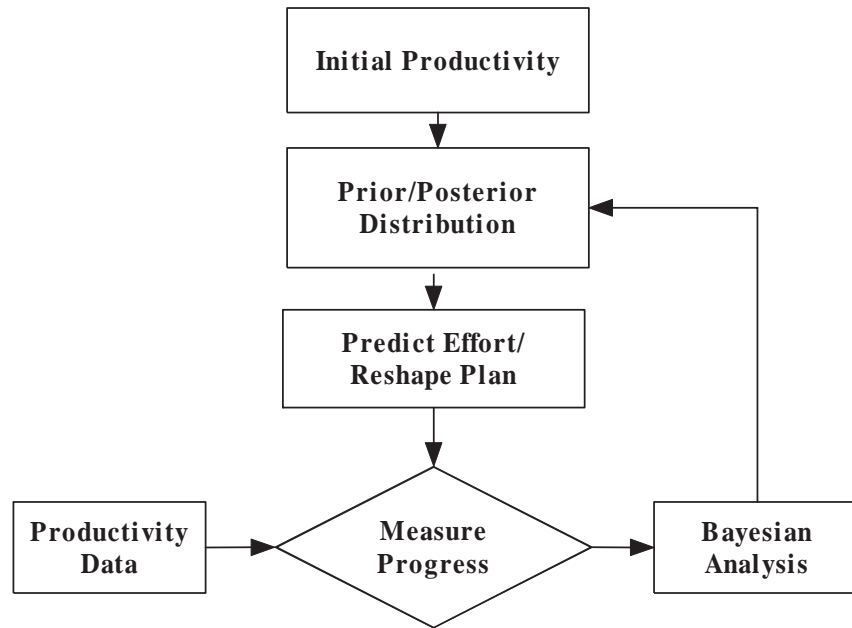 Initial Productivity
Prior/Posterior
Distribution
Predict Effort/
Reshape Plan
Productivity
Data
Measure
Progress
Bayesian
Analysis